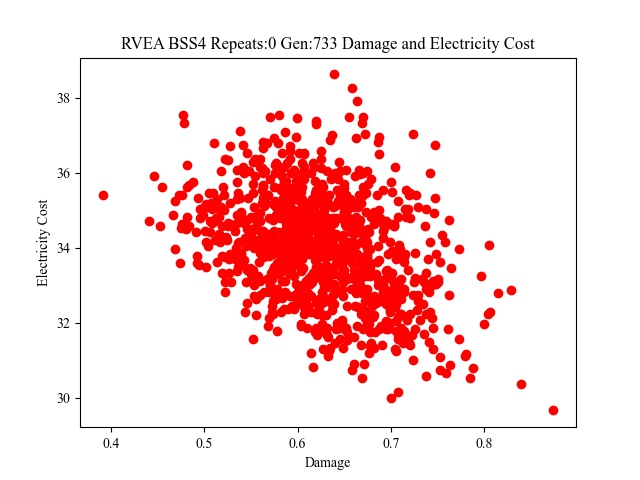 RVEA BSS4 Repeats:0 Gen:733 Damage and Electricity Cost
38
36
34
32
30
Electricity Cost
0.4 0.5 0.6 0.7 0.8
Damage